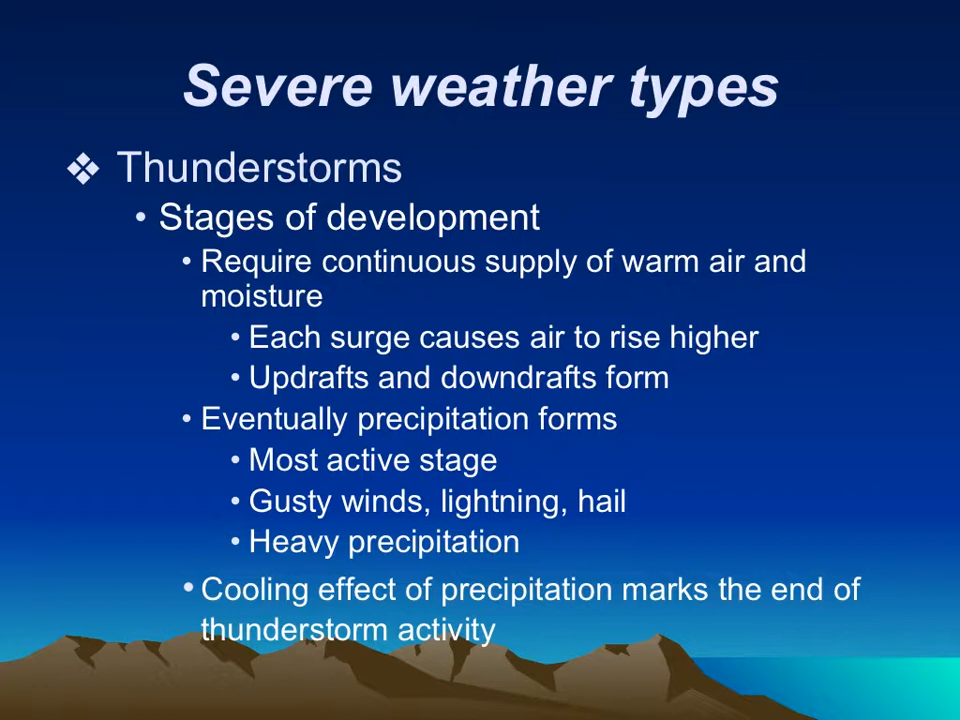 Severe weather types
❖ Thunderstorms
• Stages of development
• Require continuous supply of warm air and
moisture
• Each surge causes air to rise higher
• Updrafts and downdrafts form
• Eventually precipitation forms
• Most active stage
• Gusty winds, lightning, hail
• Heavy precipitation
• Cooling effect of precipitation marks the end of
thunderstorm activity